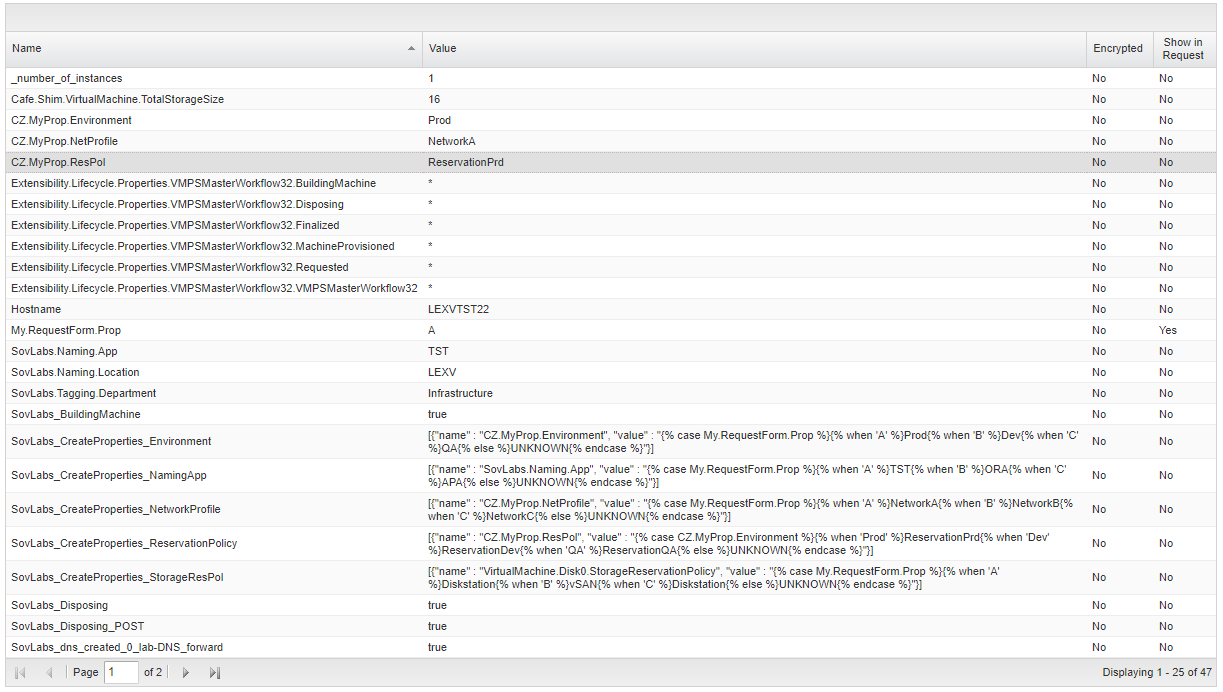 Name Value Encrypted Show in
Request
_number_of_instances 1 No No
Cafe.Shim.VirtualMachine.TotalStorageSize 16 No No
CZ.MyProp.Environment Prod No No
CZ.MyProp.NetProfile NetworkA No No
CZ.MyProp.ResPol ReservationPrd No No
Extensibility.Lifecycle.Properties.VMPSMasterWorkflow32.BuildingMachine * No No
Extensibility.Lifecycle.Properties.VMPSMasterWorkflow32.Disposing * No No
Extensibility.Lifecycle.Properties.VMPSMasterWorkflow32.Finalized * No No
Extensibility.Lifecycle.Properties.VMPSMasterWorkflow32.MachineProvisioned * No No
Extensibility.Lifecycle.Properties.VMPSMasterWorkflow32.Requested * No No
Extensibility.Lifecycle.Properties.VMPSMasterWorkflow32.VMPSMasterWorkflow32 * No No
Hostname LEXVTST22 No No
My.RequestForm.Prop A No Yes
SovLabs.Naming.App TST No No
SovLabs.Naming.Location LEXV No No
SovLabs.Tagging.Department Infrastructure No No
SovLabs_BuildingMachine true No No
SovLabs_CreateProperties_Environment [{"name" : "CZ.MyProp.Environment", "value" : "{% case My.RequestForm.Prop %}{% when 'A' %}Prod{% when 'B' %}Dev{% when 'C'
%}QA{% else %}UNKNOWN{% endcase %}"}] No No
SovLabs_CreateProperties_NamingApp [{"name" : "SovLabs.Naming.App", "value" : "{% case My.RequestForm.Prop %}{% when 'A' %}TST{% when 'B' %}ORA{% when 'C'
%}APA{% else %}UNKNOWN{% endcase %}"}] No No
SovLabs_CreateProperties_NetworkProfile [{"name" : "CZ.MyProp.NetProfile", "value" : "{% case My.RequestForm.Prop %}{% when 'A' %}NetworkA{% when 'B' %}NetworkB{%
when 'C' %}NetworkC{% else %}UNKNOWN{% endcase %}"}] No No
SovLabs_CreateProperties_ReservationPolicy [{"name" : "CZ.MyProp.ResPol", "value" : "{% case CZ.MyProp.Environment %}{% when 'Prod' %}ReservationPrd{% when 'Dev'
%}ReservationDev{% when 'QA' %}ReservationQA{% else %}UNKNOWN{% endcase %}"}] No No
SovLabs_CreateProperties_StorageResPol [{"name" : "VirtualMachine.Disk0.StorageReservationPolicy", "value" : "{% case My.RequestForm.Prop %}{% when 'A'
%}Diskstation{% when 'B' %}vSAN{% when 'C' %}Diskstation{% else %}UNKNOWN{% endcase %}"}] No No
SovLabs_Disposing true No No
SovLabs_Disposing_POST true No No
SovLabs_dns_created_0_lab-DNS_forward true No No
Page 1 of 2 Displaying 1 - 25 of 47